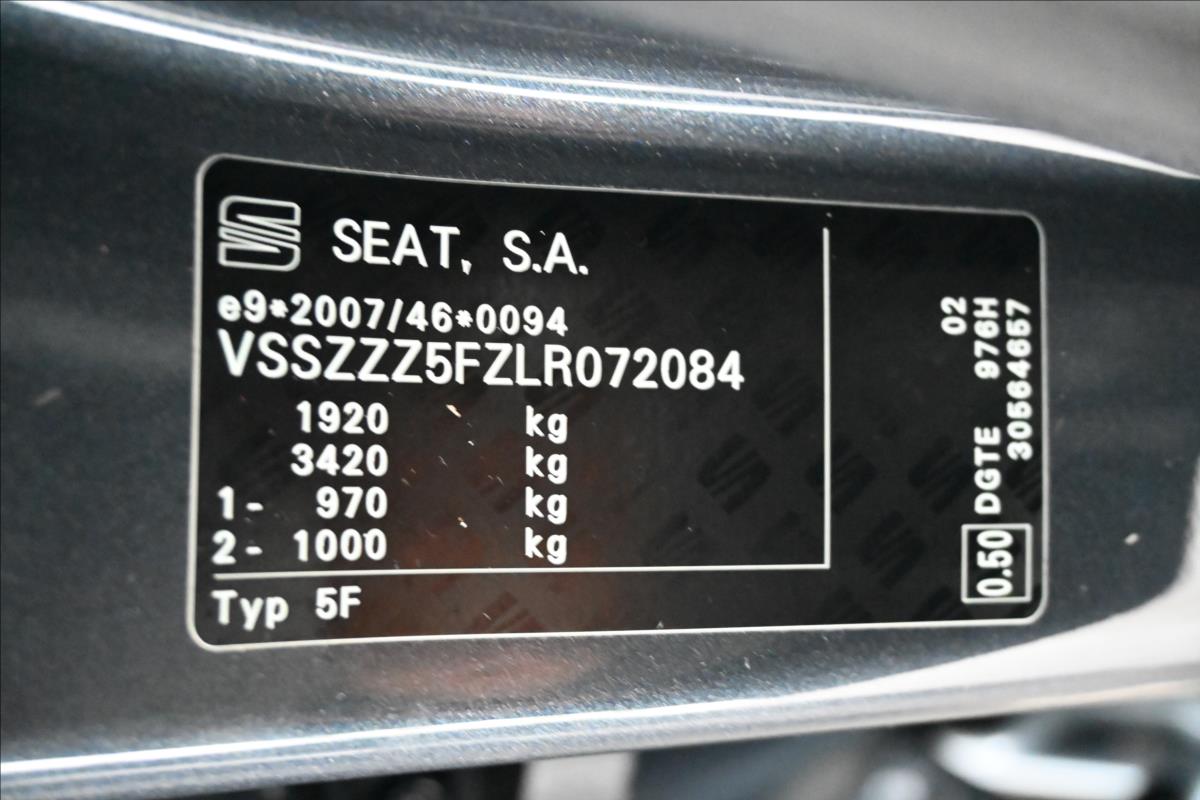 SEAT, S.A.
e9*2007/46*0094
VSSZZZ5FZLR072084
1920 kg
3420 kg
1- 970 kg
2- 1000 kg
Typ 5F
02
0.50 DGTE 976H
30564657